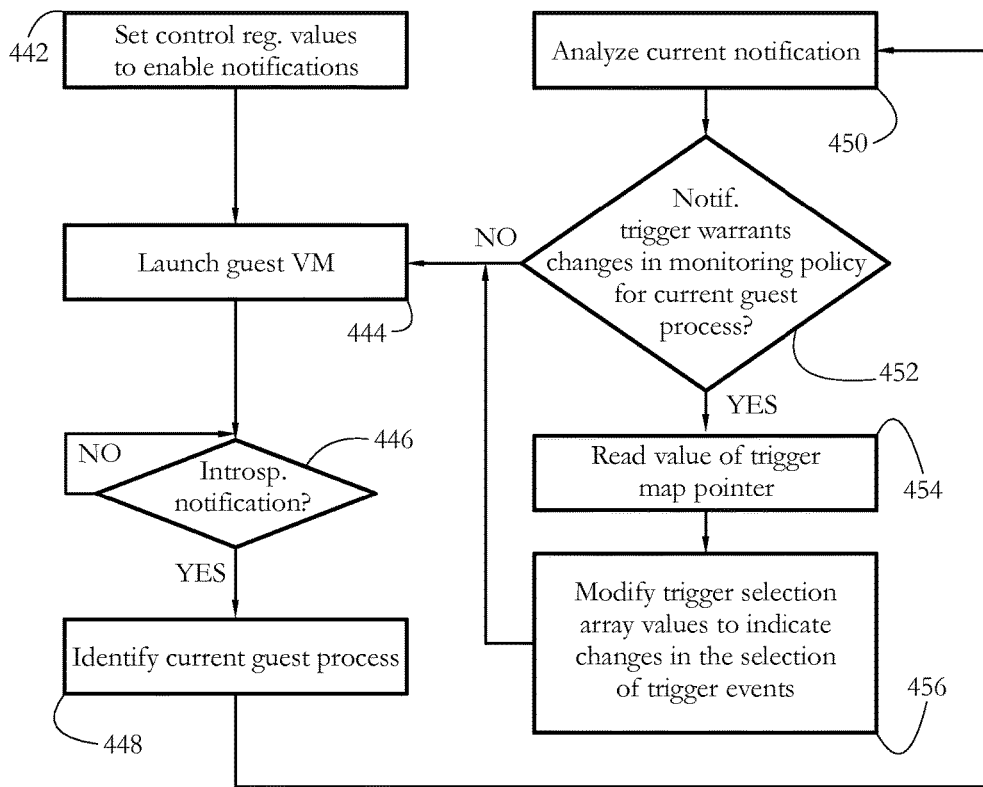 442
Set control reg. values
to enable notifications
Launch guest VM
444
446
NO
Introsp.
notification?
YES
Identify current guest process
448
Analyze current notification
450
Notif.
trigger warrants
changes in monitoring policy
for current guest
process?
NO
452
YES
Read value of trigger
map pointer
454
Modify trigger selection
array values to indicate
changes in the selection
of trigger events
456